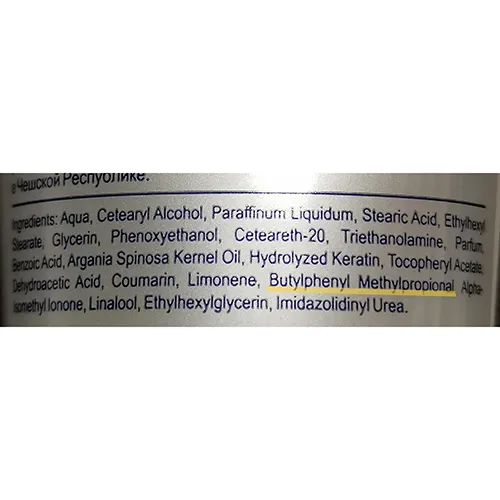 в Чешской Республике.
Ingredients: Aqua, Cetearyl Alcohol, Paraffinum Liquidum, Stearic Acid, Ethylhexyl
Stearate, Glycerin, Phenoxyethanol, Ceteareth-20, Triethanolamine, Parfum,
Benzoic Acid, Argania Spinosa Kernel Oil, Hydrolyzed Keratin, Tocopheryl Acetate,
Dehydroacetic Acid, Coumarin, Limonene, Butylphenyl Methylpropional Alpha-
Isomethyl Ionone, Linalool, Ethylhexylglycerin, Imidazolidinyl Urea.